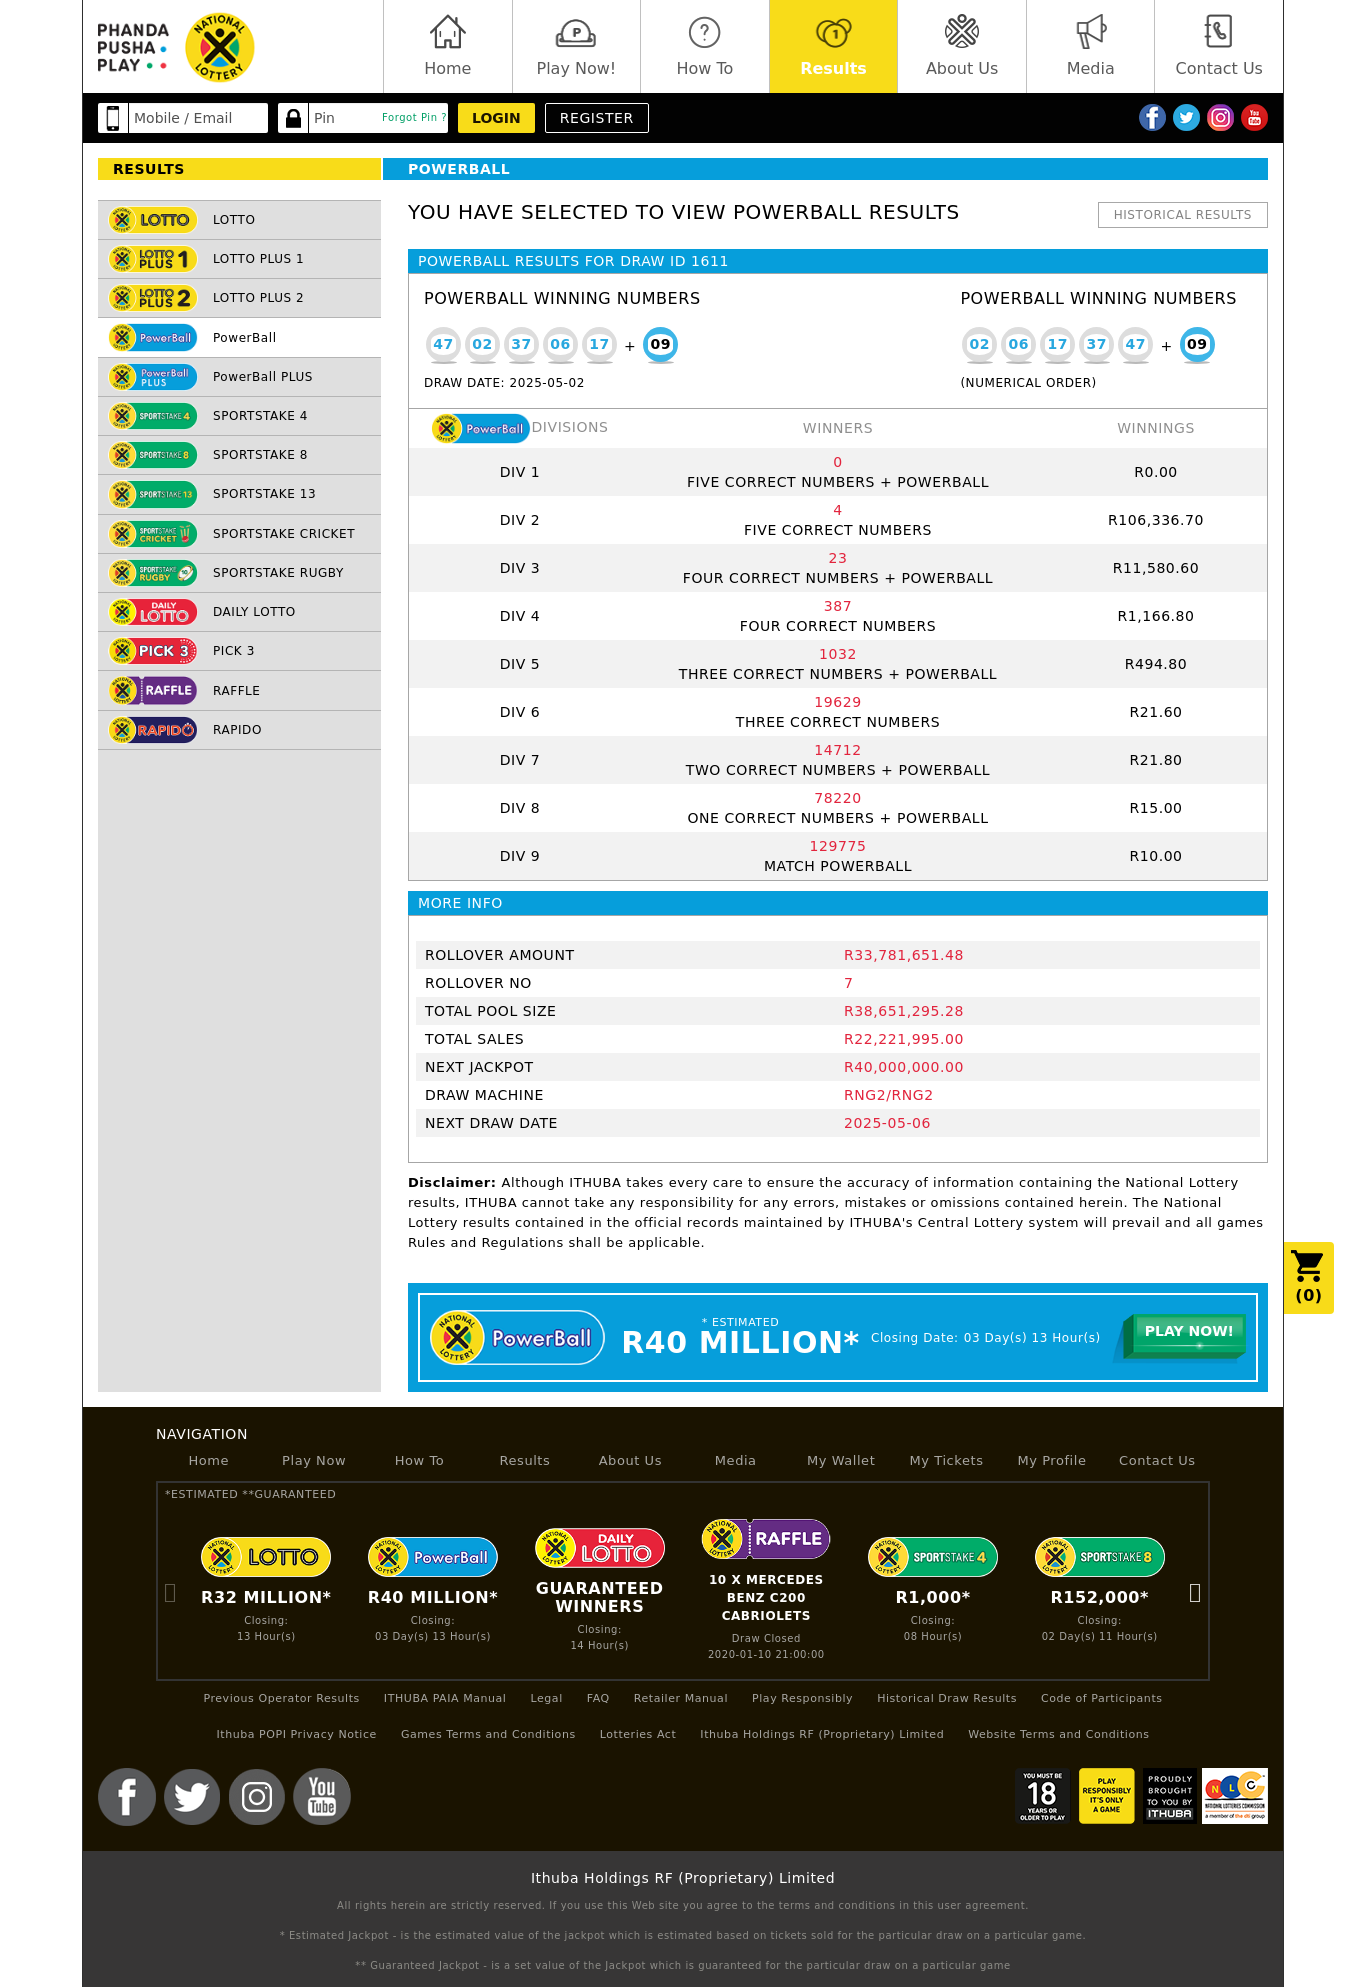 PHANDA
PUSHA
PLAY
NATIONAL
LOTTERY
Home
Play Now!
How To
Results
About Us
Media
Contact Us
Mobile / Email
Pin
Forgot Pin ?
LOGIN
REGISTER
RESULTS
POWERBALL
LOTTO
LOTTO
LOTTO PLUS 1
LOTTO PLUS 1
LOTTO PLUS 2
LOTTO PLUS 2
PowerBall
PowerBall
PowerBall PLUS
PowerBall PLUS
SPORTSTAKE 4
SPORTSTAKE 4
SPORTSTAKE 8
SPORTSTAKE 8
SPORTSTAKE 13
SPORTSTAKE 13
SPORTSTAKE CRICKET
SPORTSTAKE CRICKET
SPORTSTAKE RUGBY
SPORTSTAKE RUGBY
DAILY LOTTO
DAILY LOTTO
PICK 3
PICK 3
RAFFLE
RAFFLE
RAPIDO
RAPIDO
YOU HAVE SELECTED TO VIEW POWERBALL RESULTS
HISTORICAL RESULTS
POWERBALL RESULTS FOR DRAW ID 1611
POWERBALL WINNING NUMBERS
47 02 37 06 17 + 09
DRAW DATE: 2025-05-02
POWERBALL WINNING NUMBERS
02 06 17 37 47 + 09
(NUMERICAL ORDER)
PowerBall DIVISIONS WINNERS WINNINGS
DIV 1 0 FIVE CORRECT NUMBERS + POWERBALL R0.00
DIV 2 4 FIVE CORRECT NUMBERS R106,336.70
DIV 3 23 FOUR CORRECT NUMBERS + POWERBALL R11,580.60
DIV 4 387 FOUR CORRECT NUMBERS R1,166.80
DIV 5 1032 THREE CORRECT NUMBERS + POWERBALL R494.80
DIV 6 19629 THREE CORRECT NUMBERS R21.60
DIV 7 14712 TWO CORRECT NUMBERS + POWERBALL R21.80
DIV 8 78220 ONE CORRECT NUMBERS + POWERBALL R15.00
DIV 9 129775 MATCH POWERBALL R10.00
MORE INFO
ROLLOVER AMOUNT R33,781,651.48
ROLLOVER NO 7
TOTAL POOL SIZE R38,651,295.28
TOTAL SALES R22,221,995.00
NEXT JACKPOT R40,000,000.00
DRAW MACHINE RNG2/RNG2
NEXT DRAW DATE 2025-05-06
Disclaimer: Although ITHUBA takes every care to ensure the accuracy of information containing the National Lottery
results, ITHUBA cannot take any responsibility for any errors, mistakes or omissions contained herein. The National
Lottery results contained in the official records maintained by ITHUBA's Central Lottery system will prevail and all games
Rules and Regulations shall be applicable.
(0)
NATIONAL LOTTERY
PowerBall
* ESTIMATED
R40 MILLION*
Closing Date: 03 Day(s) 13 Hour(s)
PLAY NOW!
NAVIGATION
Home Play Now How To Results About Us Media My Wallet My Tickets My Profile Contact Us
*ESTIMATED **GUARANTEED
LOTTO
R32 MILLION*
Closing:
13 Hour(s)
PowerBall
R40 MILLION*
Closing:
03 Day(s) 13 Hour(s)
DAILY LOTTO
GUARANTEED
WINNERS
Closing:
14 Hour(s)
RAFFLE
10 X MERCEDES
BENZ C200
CABRIOLETS
Draw Closed
2020-01-10 21:00:00
SPORTSTAKE 4
R1,000*
Closing:
08 Hour(s)
SPORTSTAKE 8
R152,000*
Closing:
02 Day(s) 11 Hour(s)
Previous Operator Results ITHUBA PAIA Manual Legal FAQ Retailer Manual Play Responsibly Historical Draw Results Code of Participants
Ithuba POPI Privacy Notice Games Terms and Conditions Lotteries Act Ithuba Holdings RF (Proprietary) Limited Website Terms and Conditions
You
Tube
YOU MUST BE
18
YEARS OR
OLDER TO PLAY
PLAY
RESPONSIBLY
IT'S ONLY
A GAME
PROUDLY
BROUGHT
TO YOU BY
ITHUBA
NLC
NATIONAL LOTTERIES COMMISSION
a member of the dti group
Ithuba Holdings RF (Proprietary) Limited
All rights herein are strictly reserved. If you use this Web site you agree to the terms and conditions in this user agreement.
* Estimated Jackpot - is the estimated value of the jackpot which is estimated based on tickets sold for the particular draw on a particular game.
** Guaranteed Jackpot - is a set value of the Jackpot which is guaranteed for the particular draw on a particular game